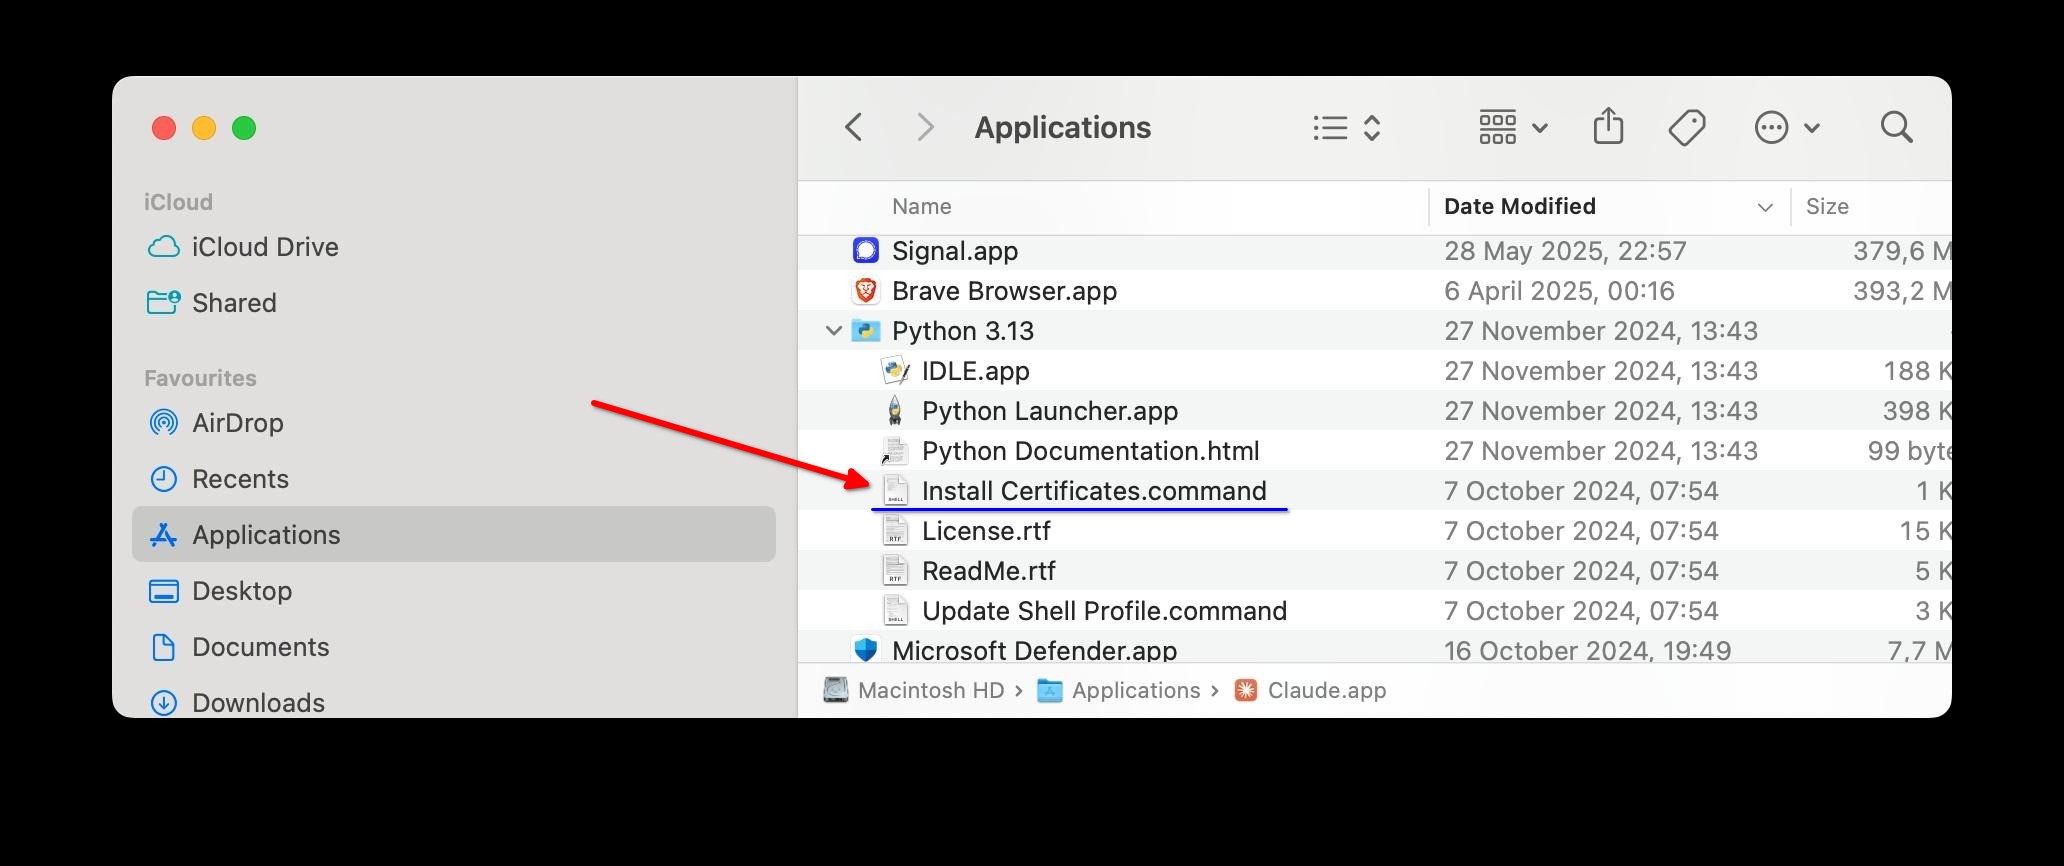 Applications
iCloud
iCloud Drive
Shared
Favourites
AirDrop
Recents
Applications
Desktop
Documents
Downloads
Name Date Modified Size
Signal.app 28 May 2025, 22:57 379,6 M
Brave Browser.app 6 April 2025, 00:16 393,2 M
Python 3.13 27 November 2024, 13:43
IDLE.app 27 November 2024, 13:43 188 K
Python Launcher.app 27 November 2024, 13:43 398 K
Python Documentation.html 27 November 2024, 13:43 99 byte
Install Certificates.command 7 October 2024, 07:54 1 K
License.rtf 7 October 2024, 07:54 15 K
ReadMe.rtf 7 October 2024, 07:54 5 K
Update Shell Profile.command 7 October 2024, 07:54 3 K
Microsoft Defender.app 16 October 2024, 19:49 7,7 M
Macintosh HD › Applications › Claude.app